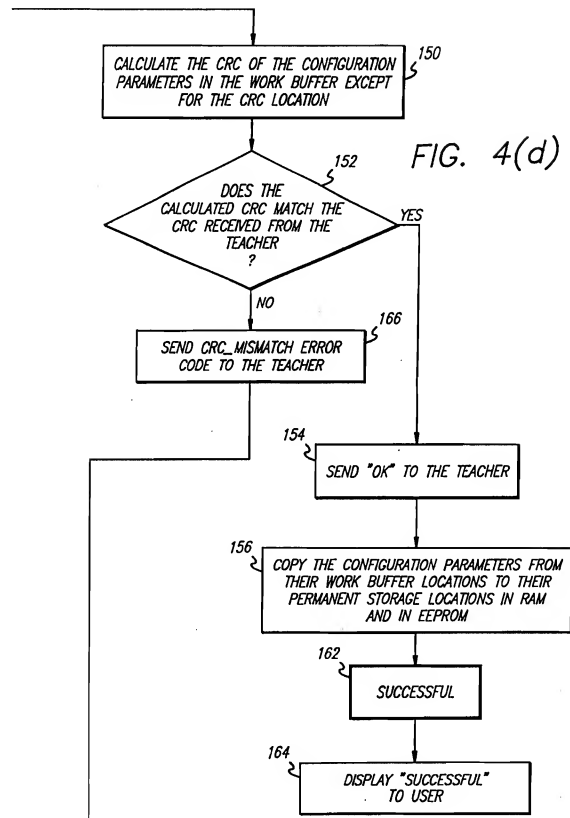 CALCULATE THE CRC OF THE CONFIGURATION
PARAMETERS IN THE WORK BUFFER EXCEPT
FOR THE CRC LOCATION
150
FIG. 4(d)
152
DOES THE
CALCULATED CRC MATCH THE
CRC RECEIVED FROM THE
TEACHER
?
YES
NO
166
SEND CRC_MISMATCH ERROR
CODE TO THE TEACHER
154
SEND "OK" TO THE TEACHER
156
COPY THE CONFIGURATION PARAMETERS FROM
THEIR WORK BUFFER LOCATIONS TO THEIR
PERMANENT STORAGE LOCATIONS IN RAM
AND IN EEPROM
162
SUCCESSFUL
164
DISPLAY "SUCCESSFUL"
TO USER